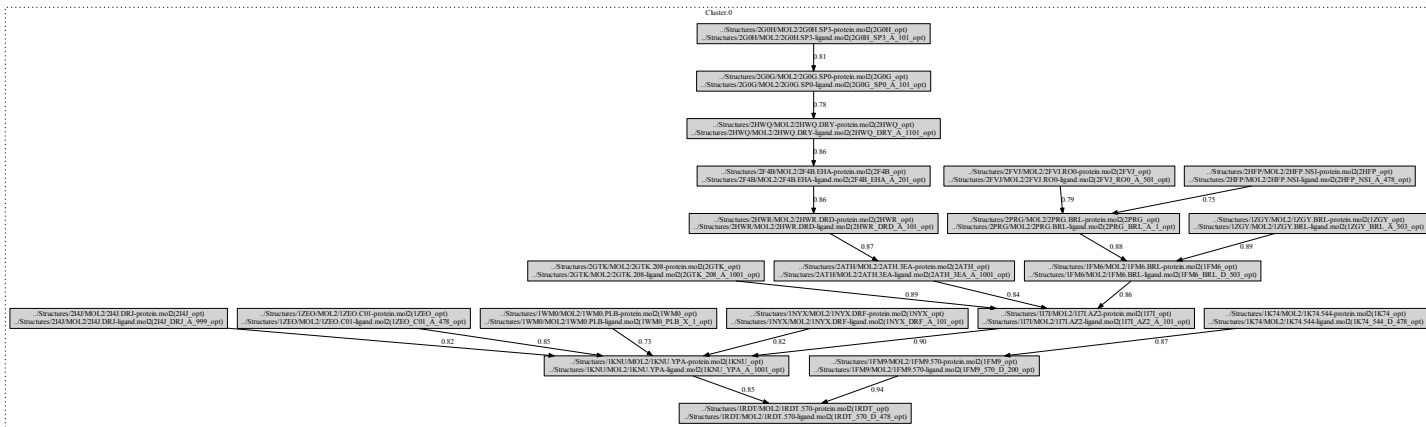 Cluster.0
../Structures/2G0H/MOL2/2G0H.SP3-protein.mol2(2G0H_opt)
../Structures/2G0H/MOL2/2G0H.SP3-ligand.mol2(2G0H_SP3_A_101_opt)
0.81
../Structures/2G0G/MOL2/2G0G.SP0-protein.mol2(2G0G_opt)
../Structures/2G0G/MOL2/2G0G.SP0-ligand.mol2(2G0G_SP0_A_101_opt)
0.78
../Structures/2HWQ/MOL2/2HWQ.DRY-protein.mol2(2HWQ_opt)
../Structures/2HWQ/MOL2/2HWQ.DRY-ligand.mol2(2HWQ_DRY_A_1101_opt)
0.86
../Structures/2F4B/MOL2/2F4B.EHA-protein.mol2(2F4B_opt)
../Structures/2F4B/MOL2/2F4B.EHA-ligand.mol2(2F4B_EHA_A_201_opt)
../Structures/2FVJ/MOL2/2FVJ.RO0-protein.mol2(2FVJ_opt)
../Structures/2FVJ/MOL2/2FVJ.RO0-ligand.mol2(2FVJ_RO0_A_501_opt)
../Structures/2HFP/MOL2/2HFP.NSI-protein.mol2(2HFP_opt)
../Structures/2HFP/MOL2/2HFP.NSI-ligand.mol2(2HFP_NSI_A_478_opt)
0.86
0.79
0.75
../Structures/2HWR/MOL2/2HWR.DRD-protein.mol2(2HWR_opt)
../Structures/2HWR/MOL2/2HWR.DRD-ligand.mol2(2HWR_DRD_A_101_opt)
../Structures/2PRG/MOL2/2PRG.BRL-protein.mol2(2PRG_opt)
../Structures/2PRG/MOL2/2PRG.BRL-ligand.mol2(2PRG_BRL_A_1_opt)
../Structures/1ZGY/MOL2/1ZGY.BRL-protein.mol2(1ZGY_opt)
../Structures/1ZGY/MOL2/1ZGY.BRL-ligand.mol2(1ZGY_BRL_A_503_opt)
0.87
0.88
0.89
../Structures/2GTK/MOL2/2GTK.208-protein.mol2(2GTK_opt)
../Structures/2GTK/MOL2/2GTK.208-ligand.mol2(2GTK_208_A_1001_opt)
../Structures/2ATH/MOL2/2ATH.3EA-protein.mol2(2ATH_opt)
../Structures/2ATH/MOL2/2ATH.3EA-ligand.mol2(2ATH_3EA_A_1001_opt)
../Structures/1FM6/MOL2/1FM6.BRL-protein.mol2(1FM6_opt)
../Structures/1FM6/MOL2/1FM6.BRL-ligand.mol2(1FM6_BRL_D_503_opt)
0.89
0.84
0.86
../Structures/2I4J/MOL2/2I4J.DRJ-protein.mol2(2I4J_opt)
../Structures/2I4J/MOL2/2I4J.DRJ-ligand.mol2(2I4J_DRJ_A_999_opt)
../Structures/1ZEO/MOL2/1ZEO.C01-protein.mol2(1ZEO_opt)
../Structures/1ZEO/MOL2/1ZEO.C01-ligand.mol2(1ZEO_C01_A_478_opt)
../Structures/1WM0/MOL2/1WM0.PLB-protein.mol2(1WM0_opt)
../Structures/1WM0/MOL2/1WM0.PLB-ligand.mol2(1WM0_PLB_X_1_opt)
../Structures/1NYX/MOL2/1NYX.DRF-protein.mol2(1NYX_opt)
../Structures/1NYX/MOL2/1NYX.DRF-ligand.mol2(1NYX_DRF_A_101_opt)
../Structures/1I7I/MOL2/1I7I.AZ2-protein.mol2(1I7I_opt)
../Structures/1I7I/MOL2/1I7I.AZ2-ligand.mol2(1I7I_AZ2_A_101_opt)
../Structures/1K74/MOL2/1K74.544-protein.mol2(1K74_opt)
../Structures/1K74/MOL2/1K74.544-ligand.mol2(1K74_544_D_478_opt)
0.82
0.85
0.73
0.82
0.90
0.87
../Structures/1KNU/MOL2/1KNU.YPA-protein.mol2(1KNU_opt)
../Structures/1KNU/MOL2/1KNU.YPA-ligand.mol2(1KNU_YPA_A_1001_opt)
../Structures/1FM9/MOL2/1FM9.570-protein.mol2(1FM9_opt)
../Structures/1FM9/MOL2/1FM9.570-ligand.mol2(1FM9_570_D_200_opt)
0.85
0.94
../Structures/1RDT/MOL2/1RDT.570-protein.mol2(1RDT_opt)
../Structures/1RDT/MOL2/1RDT.570-ligand.mol2(1RDT_570_D_478_opt)